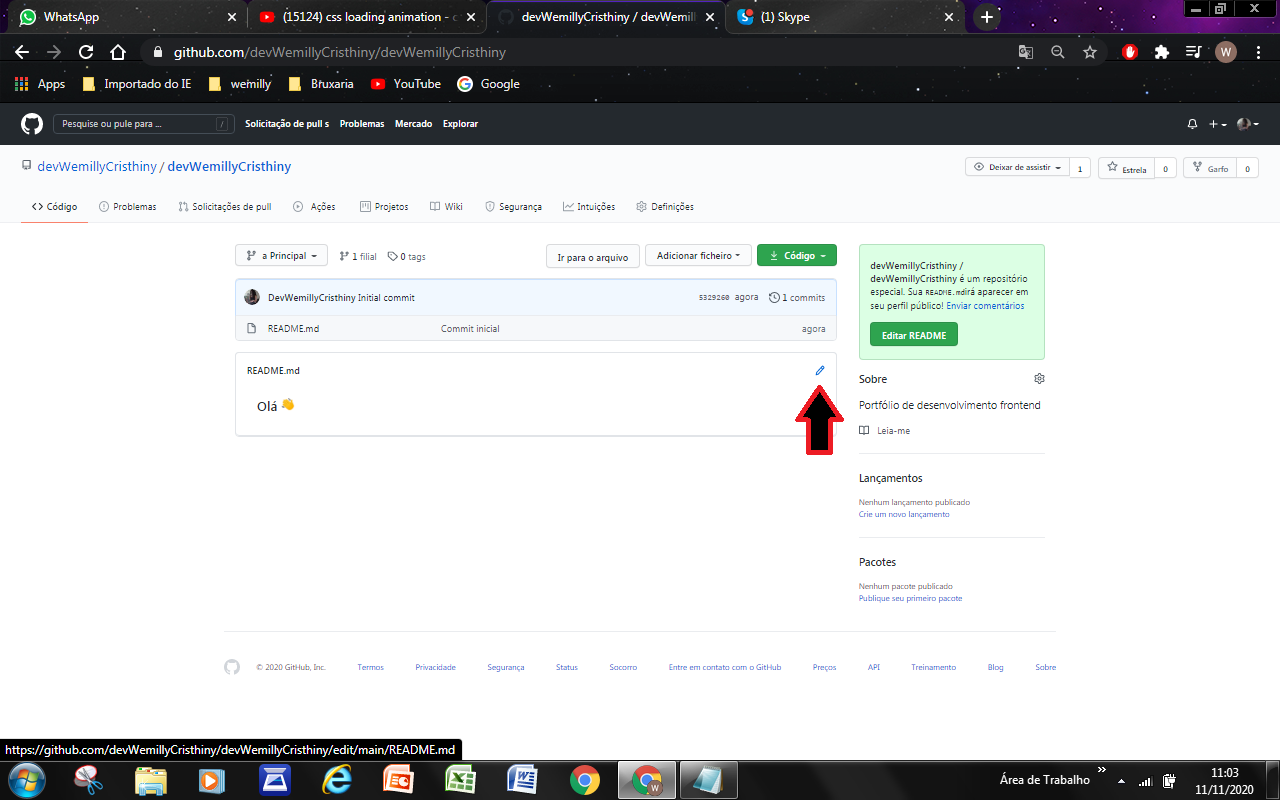 WhatsApp
(15124) css loading animation - c
devWemillyCristhiny / devWemill
(1) Skype
github.com/devWemillyCristhiny/devWemillyCristhiny
W
Apps
Importado do IE
wemilly
Bruxaria
YouTube
Google
Pesquise ou pule para ...
/
Solicitação de pull s
Problemas
Mercado
Explorar
devWemillyCristhiny / devWemillyCristhiny
Deixar de assistir
1
Estrela
0
Garfo
0
Código
Problemas
Solicitações de pull
Ações
Projetos
Wiki
Segurança
Intuições
Definições
a Principal
1 filial
0 tags
Ir para o arquivo
Adicionar ficheiro
Código
DevWemillyCristhiny Initial commit
5329260 agora
1 commits
README.md
Commit inicial
agora
README.md
Olá 👋
devWemillyCristhiny /
devWemillyCristhiny é um repositório
especial. Sua README.mdirá aparecer em
seu perfil público! Enviar comentários
Editar README
Sobre
Portfólio de desenvolvimento frontend
Leia-me
Lançamentos
Nenhum lançamento publicado
Crie um novo lançamento
Pacotes
Nenhum pacote publicado
Publique seu primeiro pacote
© 2020 GitHub, Inc.
Termos
Privacidade
Segurança
Status
Socorro
Entre em contato com o GitHub
Preços
API
Treinamento
Blog
Sobre
https://github.com/devWemillyCristhiny/devWemillyCristhiny/edit/main/README.md
Área de Trabalho
11:03
11/11/2020